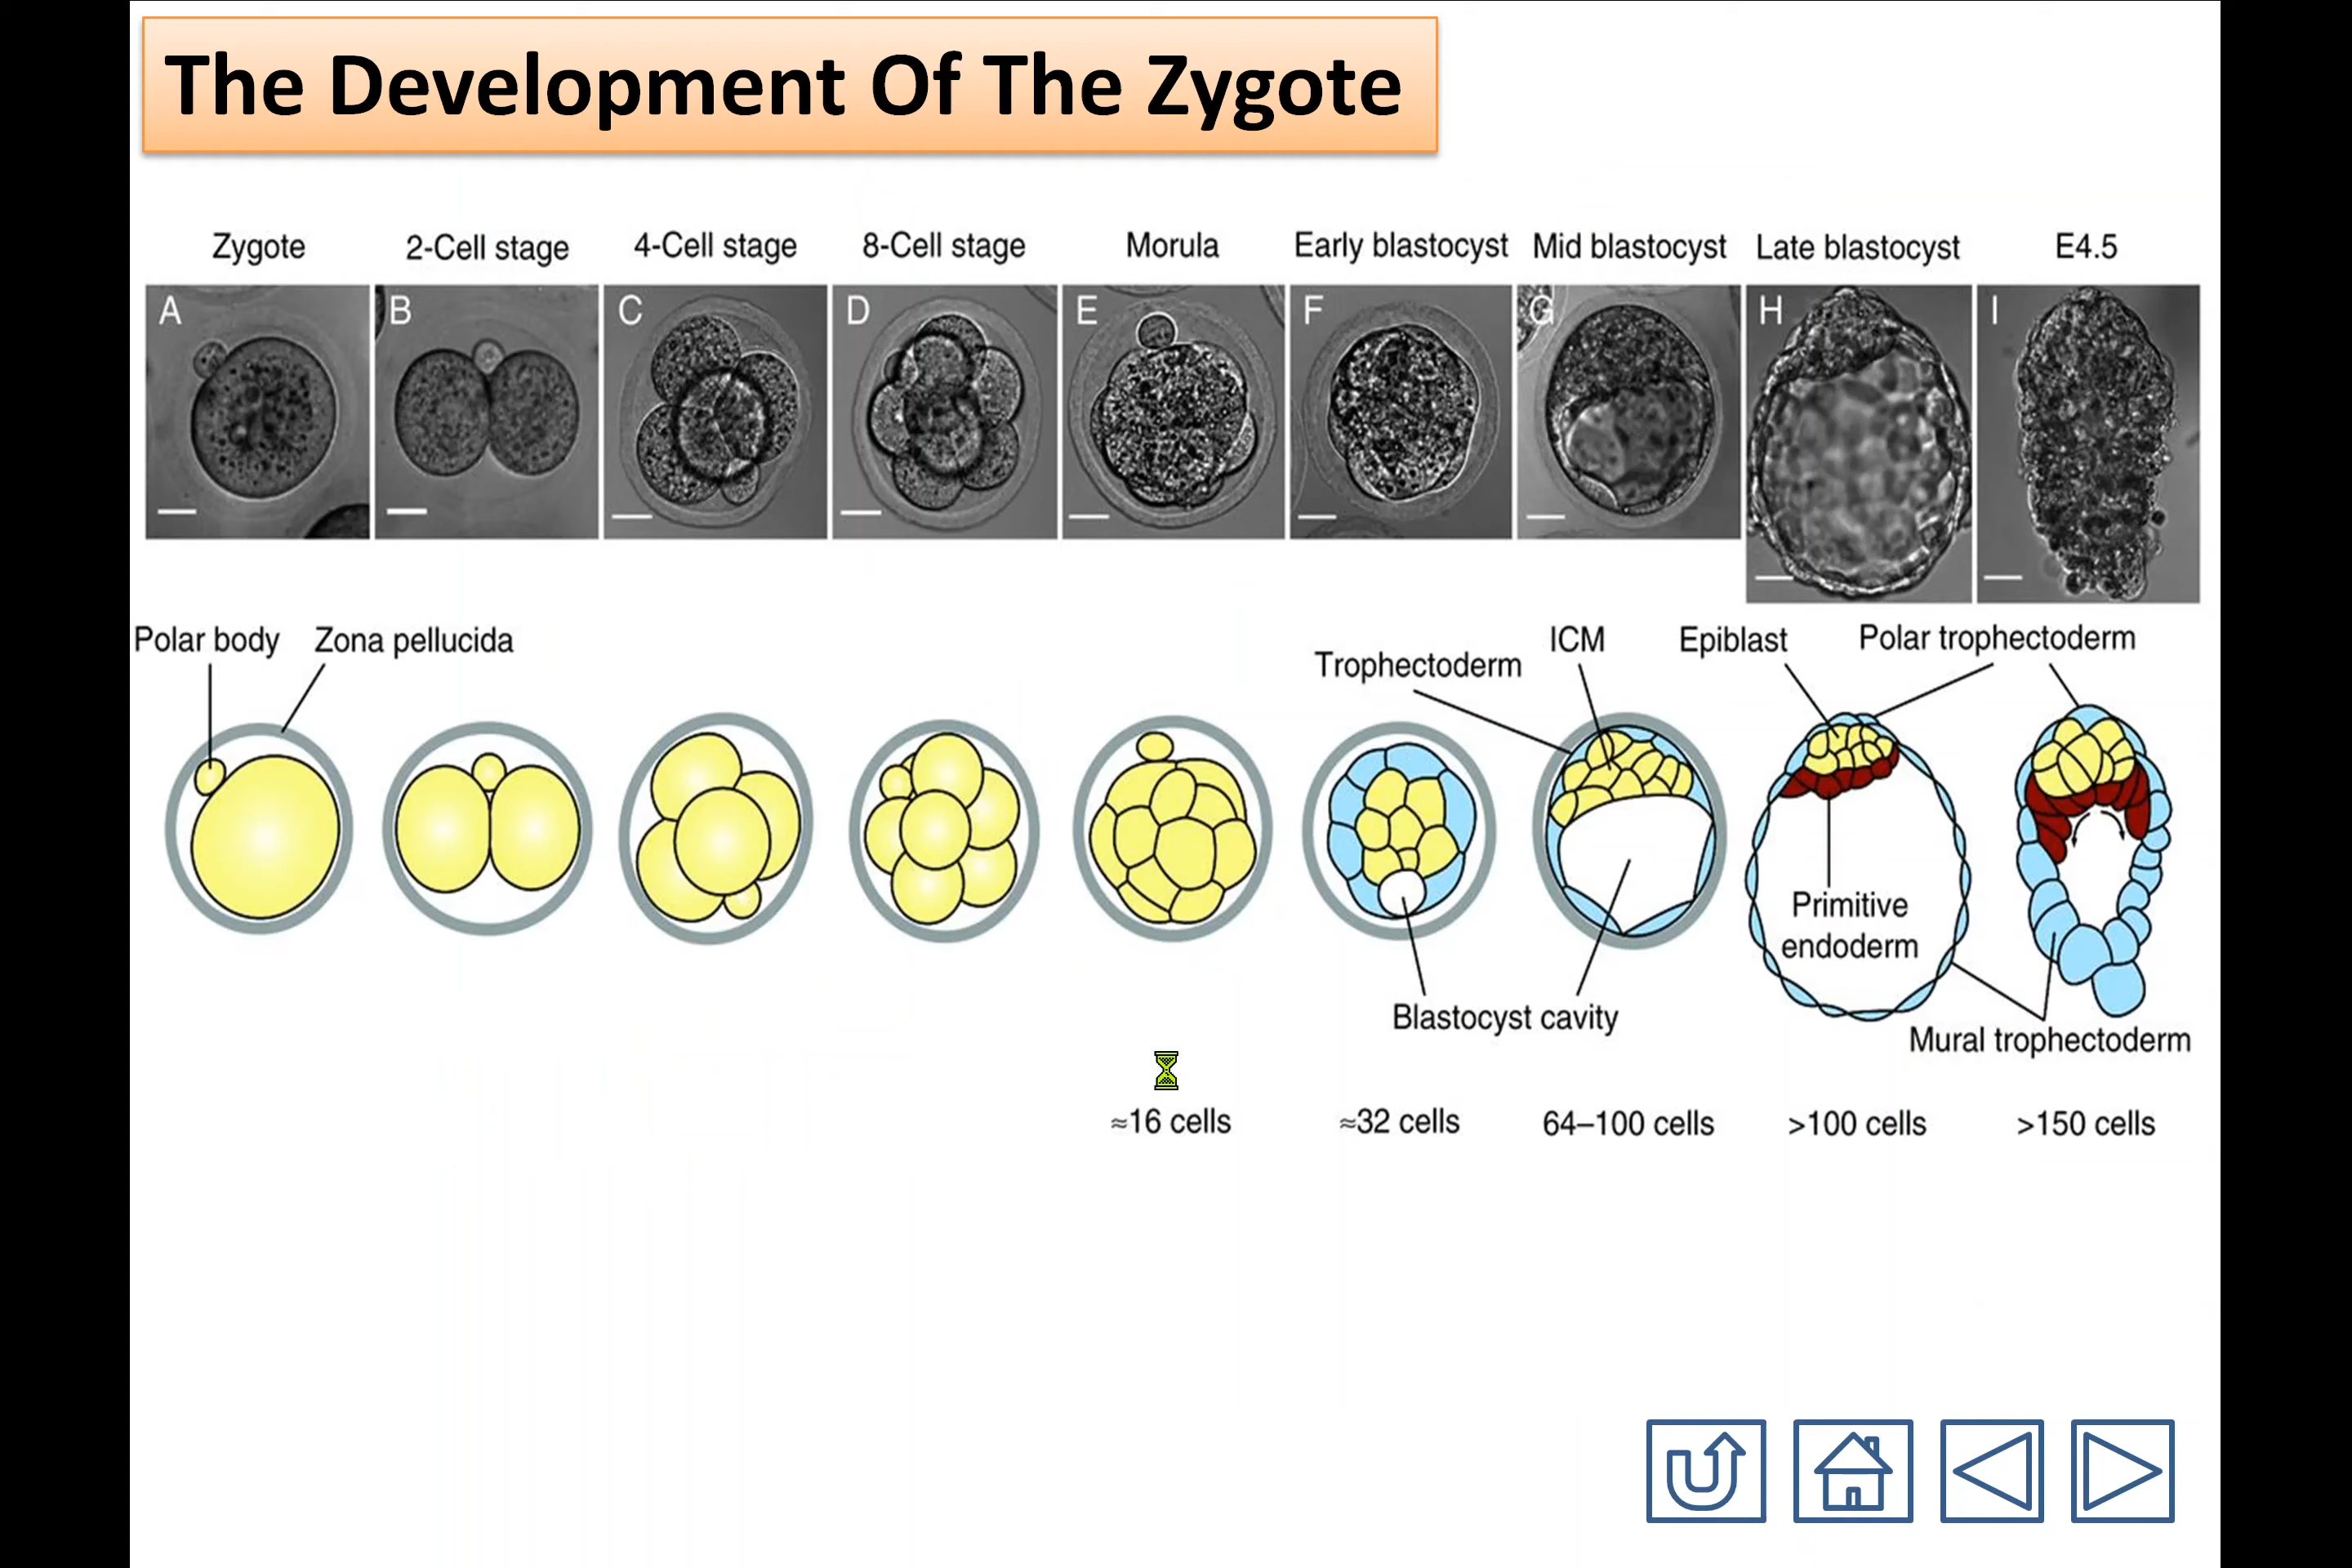 The Development Of The Zygote
Zygote
2-Cell stage
4-Cell stage
8-Cell stage
Morula
Early blastocyst
Mid blastocyst
Late blastocyst
E4.5
A
B
C
D
E
F
G
H
I
Polar body
Zona pellucida
Trophectoderm
ICM
Epiblast
Polar trophectoderm
Primitive
endoderm
Blastocyst cavity
Mural trophectoderm
≈16 cells
≈32 cells
64–100 cells
>100 cells
>150 cells